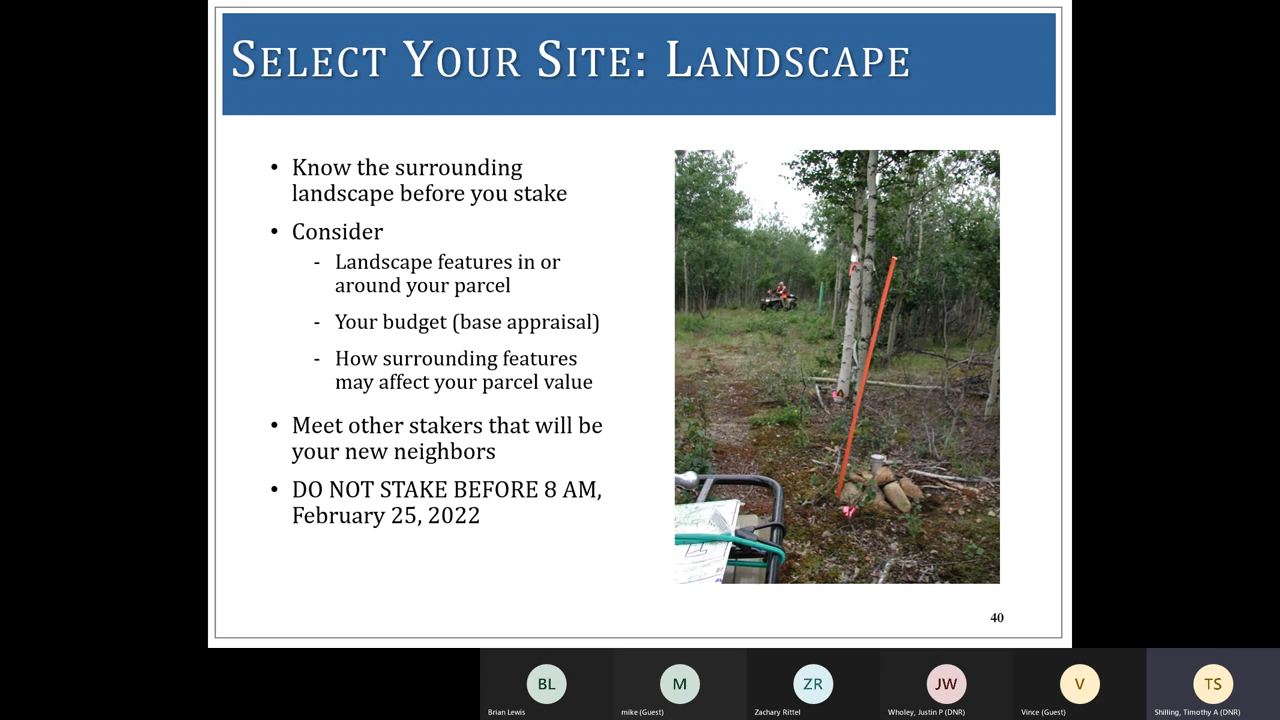 SELECT YOUR SITE: LANDSCAPE
• Know the surrounding
landscape before you stake
• Consider
- Landscape features in or
around your parcel
- Your budget (base appraisal)
- How surrounding features
may affect your parcel value
• Meet other stakers that will be
your new neighbors
• DO NOT STAKE BEFORE 8 AM,
February 25, 2022
40
BL
M
ZR
JW
V
TS
Brian Lewis
mike (Guest)
Zachary Rittel
Wholey, Justin P (DNR)
Vince (Guest)
Shilling, Timothy A (DNR)